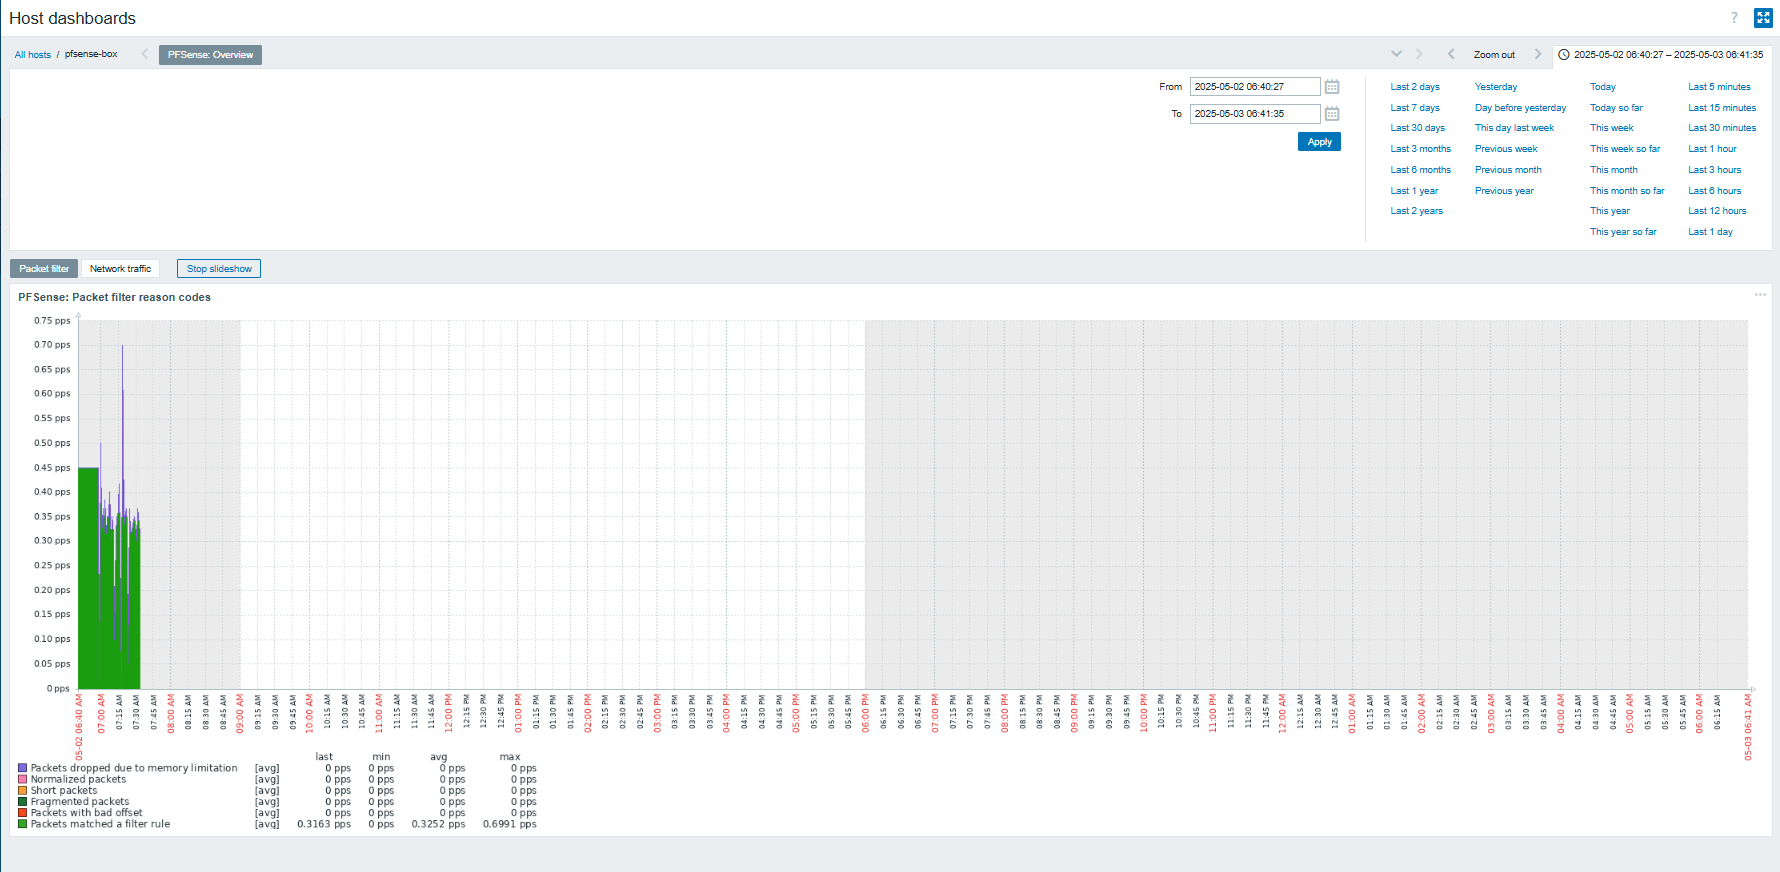 Host dashboards
?
All hosts / pfsense-box PFSense: Overview Zoom out 2025-05-02 06:40:27 – 2025-05-03 06:41:35
From 2025-05-02 06:40:27
To 2025-05-03 06:41:35
Apply
Last 2 days Yesterday Today Last 5 minutes
Last 7 days Day before yesterday Today so far Last 15 minutes
Last 30 days This day last week This week Last 30 minutes
Last 3 months Previous week This week so far Last 1 hour
Last 6 months Previous month This month Last 3 hours
Last 1 year Previous year This month so far Last 6 hours
Last 2 years This year Last 12 hours
This year so far Last 1 day
Packet filter Network traffic Stop slideshow
PFSense: Packet filter reason codes
0.75 pps
0.70 pps
0.65 pps
0.60 pps
0.55 pps
0.50 pps
0.45 pps
0.40 pps
0.35 pps
0.30 pps
0.25 pps
0.20 pps
0.15 pps
0.10 pps
0.05 pps
0 pps
05-02 06:40 AM 07:00 AM 07:15 AM 07:30 AM 07:45 AM 08:00 AM 08:15 AM 08:30 AM 08:45 AM 09:00 AM 09:15 AM 09:30 AM 09:45 AM 10:00 AM 10:15 AM 10:30 AM 10:45 AM 11:00 AM 11:15 AM 11:30 AM 11:45 AM 12:00 PM 12:15 PM 12:30 PM 12:45 PM 01:00 PM 01:15 PM 01:30 PM 01:45 PM 02:00 PM 02:15 PM 02:30 PM 02:45 PM 03:00 PM 03:15 PM 03:30 PM 03:45 PM 04:00 PM 04:15 PM 04:30 PM 04:45 PM 05:00 PM 05:15 PM 05:30 PM 05:45 PM 06:00 PM 06:15 PM 06:30 PM 06:45 PM 07:00 PM 07:15 PM 07:30 PM 07:45 PM 08:00 PM 08:15 PM 08:30 PM 08:45 PM 09:00 PM 09:15 PM 09:30 PM 09:45 PM 10:00 PM 10:15 PM 10:30 PM 10:45 PM 11:00 PM 11:15 PM 11:30 PM 11:45 PM 12:00 AM 12:15 AM 12:30 AM 12:45 AM 01:00 AM 01:15 AM 01:30 AM 01:45 AM 02:00 AM 02:15 AM 02:30 AM 02:45 AM 03:00 AM 03:15 AM 03:30 AM 03:45 AM 04:00 AM 04:15 AM 04:30 AM 04:45 AM 05:00 AM 05:15 AM 05:30 AM 05:45 AM 06:00 AM 06:15 AM 05-03 06:41 AM
last min avg max
Packets dropped due to memory limitation [avg] 0 pps 0 pps 0 pps 0 pps
Normalized packets [avg] 0 pps 0 pps 0 pps 0 pps
Short packets [avg] 0 pps 0 pps 0 pps 0 pps
Fragmented packets [avg] 0 pps 0 pps 0 pps 0 pps
Packets with bad offset [avg] 0 pps 0 pps 0 pps 0 pps
Packets matched a filter rule [avg] 0.3163 pps 0 pps 0.3252 pps 0.6991 pps